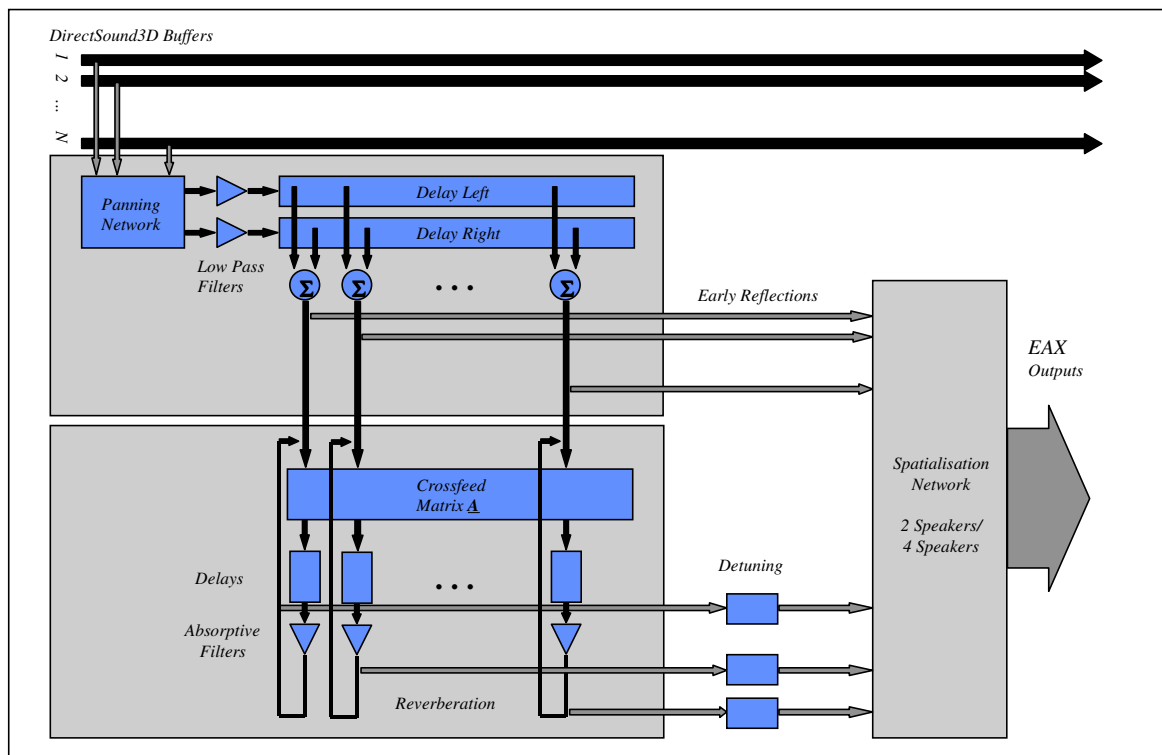 DirectSound3D Buffers
1
2
...
N
Panning
Network
Delay Left
Delay Right
Low Pass
Filters
Σ
Σ
• • •
Σ
Early Reflections
EAX
Outputs
Crossfeed
Matrix A
Spatialisation
Network
2 Speakers/
4 Speakers
Delays
• • •
Detuning
Absorptive
Filters
Reverberation